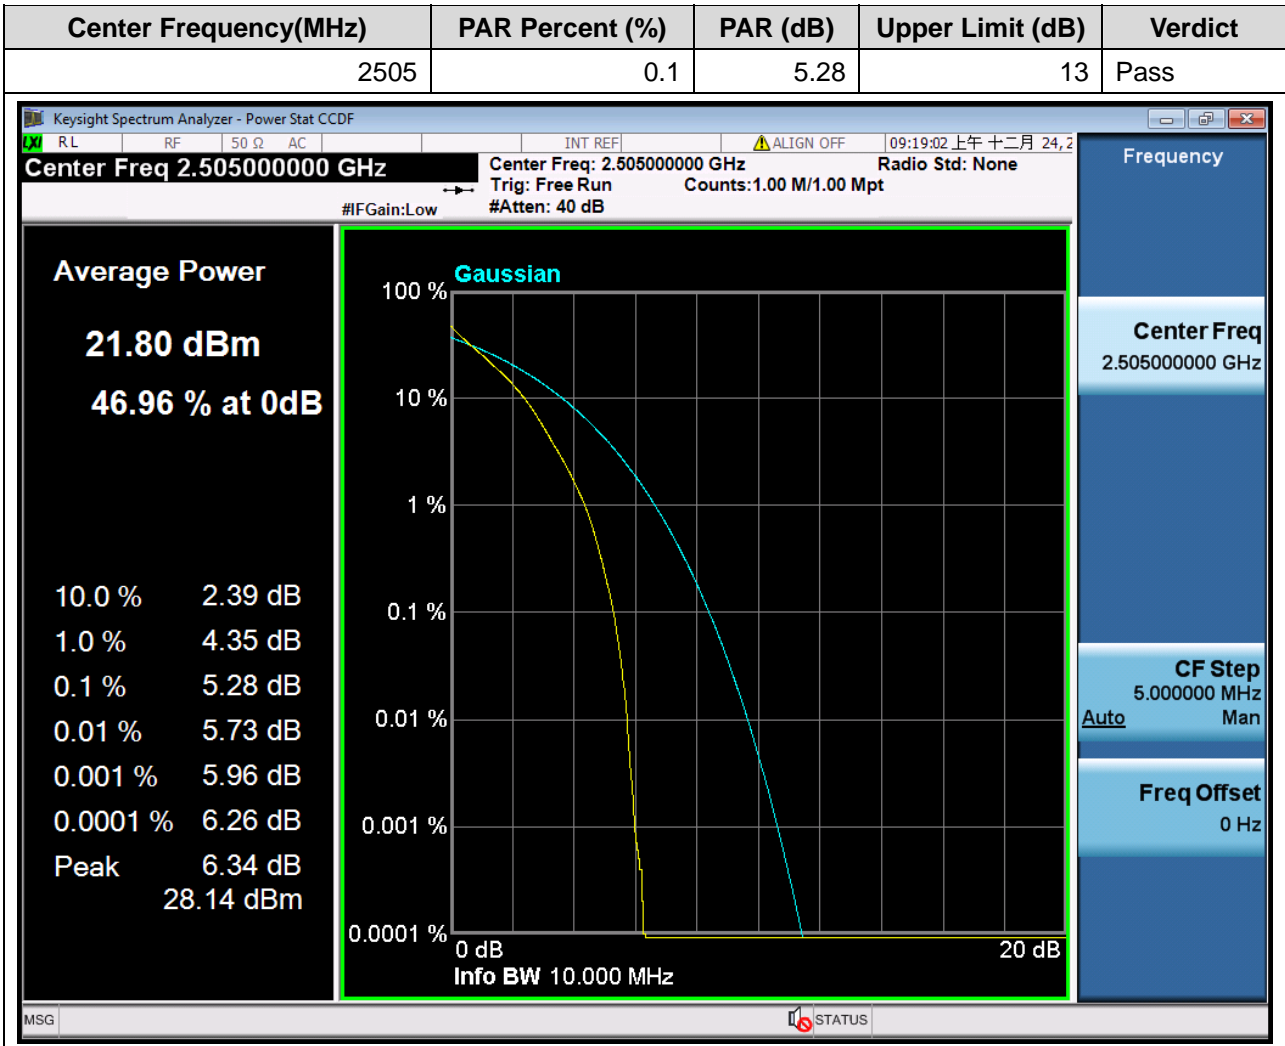 Center Frequency(MHz) PAR Percent (%) PAR (dB) Upper Limit (dB) Verdict
2505 0.1 5.28 13 Pass
Keysight Spectrum Analyzer - Power Stat CCDF
LXI RL RF 50 Ω AC INT REF ALIGN OFF 09:19:02 上午 十二月 24, 2
Center Freq 2.505000000 GHz
Center Freq: 2.505000000 GHz Radio Std: None
Trig: Free Run Counts:1.00 M/1.00 Mpt
#IFGain:Low #Atten: 40 dB
Frequency
Average Power
21.80 dBm
46.96 % at 0dB
10.0 % 2.39 dB
1.0 % 4.35 dB
0.1 % 5.28 dB
0.01 % 5.73 dB
0.001 % 5.96 dB
0.0001 % 6.26 dB
Peak 6.34 dB
28.14 dBm
Gaussian
100 %
10 %
1 %
0.1 %
0.01 %
0.001 %
0.0001 %
0 dB 20 dB
Info BW 10.000 MHz
Center Freq
2.505000000 GHz
CF Step
5.000000 MHz
Auto Man
Freq Offset
0 Hz
MSG STATUS